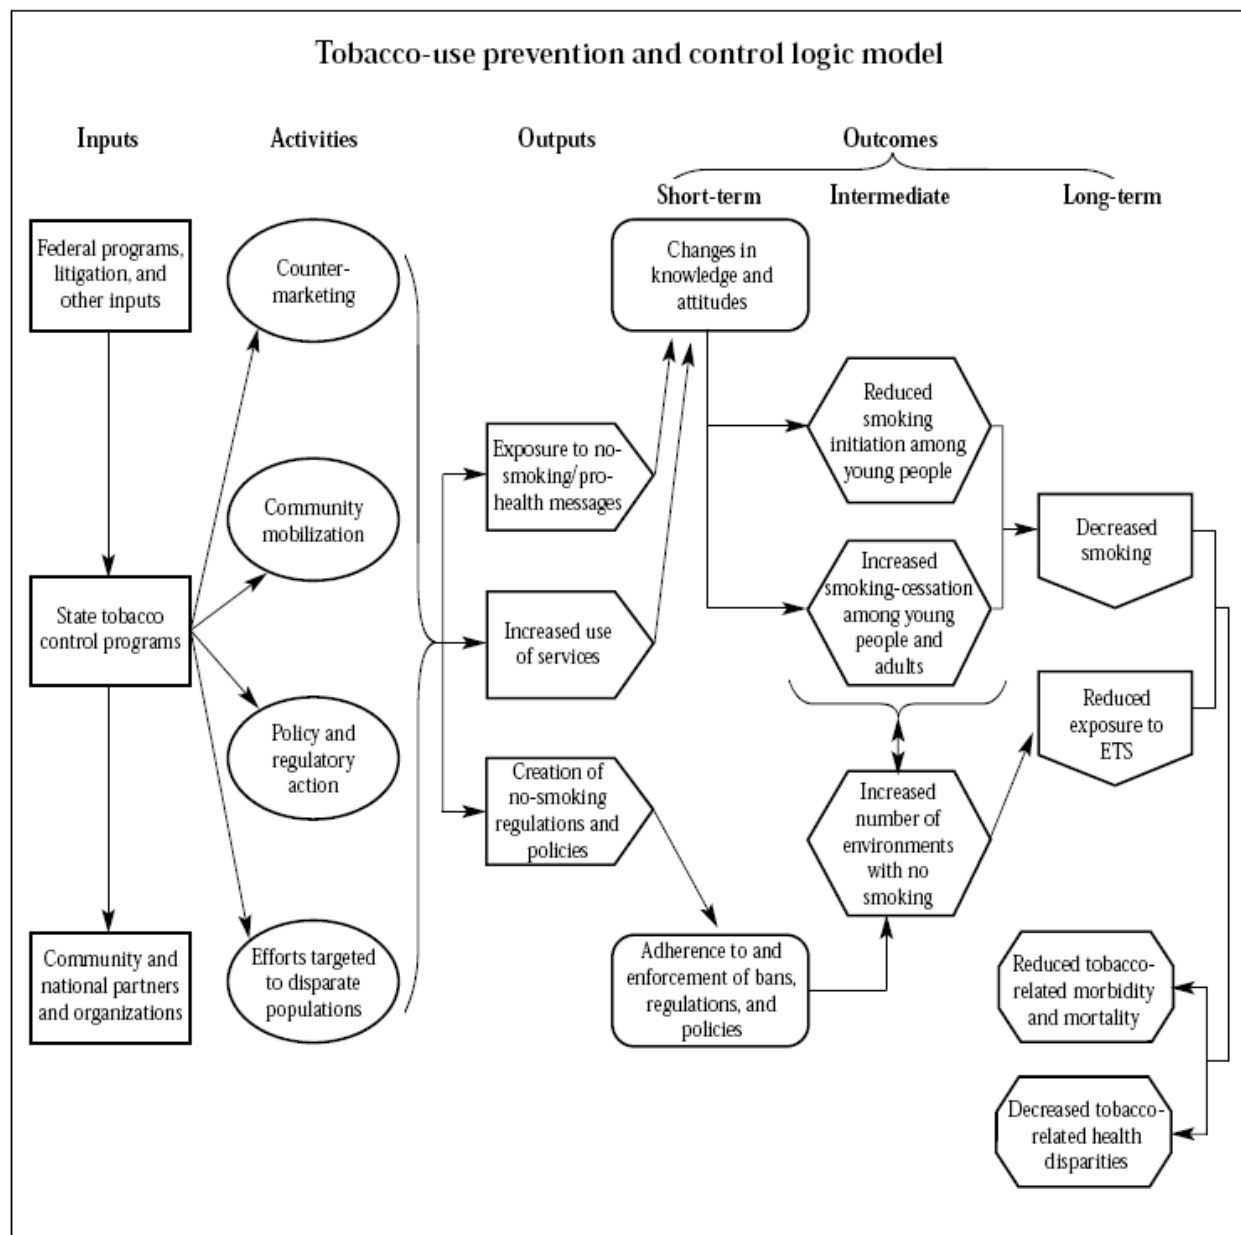 Tobacco-use prevention and control logic model
Inputs
Activities
Outputs
Outcomes
Short-term
Intermediate
Long-term
Federal programs,
litigation, and
other inputs
State tobacco
control programs
Community and
national partners
and organizations
Counter-
marketing
Community
mobilization
Policy and
regulatory
action
Efforts targeted
to disparate
populations
Exposure to no-
smoking/pro-
health messages
Increased use
of services
Creation of
no-smoking
regulations and
policies
Changes in
knowledge and
attitudes
Adherence to and
enforcement of bans,
regulations, and
policies
Reduced
smoking
initiation among
young people
Increased
smoking-cessation
among young
people and
adults
Increased
number of
environments
with no
smoking
Decreased
smoking
Reduced
exposure to
ETS
Reduced tobacco-
related morbidity
and mortality
Decreased tobacco-
related health
disparities